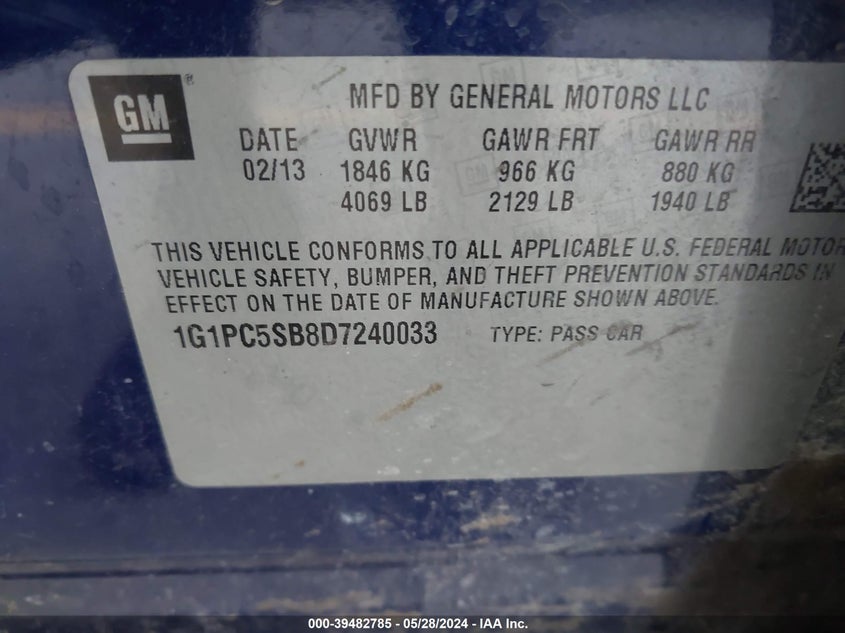 GM ®
MFD BY GENERAL MOTORS LLC
DATE GVWR GAWR FRT GAWR RR
02/13 1846 KG 966 KG 880 KG
4069 LB 2129 LB 1940 LB
THIS VEHICLE CONFORMS TO ALL APPLICABLE U.S. FEDERAL MOTOR
VEHICLE SAFETY, BUMPER, AND THEFT PREVENTION STANDARDS IN
EFFECT ON THE DATE OF MANUFACTURE SHOWN ABOVE.
1G1PC5SB8D7240033 TYPE: PASS CAR
000-39482785 - 05/28/2024 - IAA Inc.